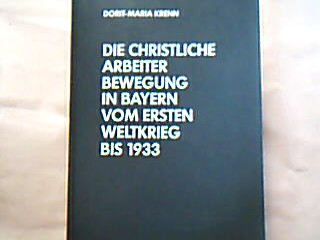 DORIT-MARIA KRENN
DIE CHRISTLICHE
ARBEITER
BEWEGUNG
IN BAYERN
VOM ERSTEN
WELTKRIEG
BIS 1933